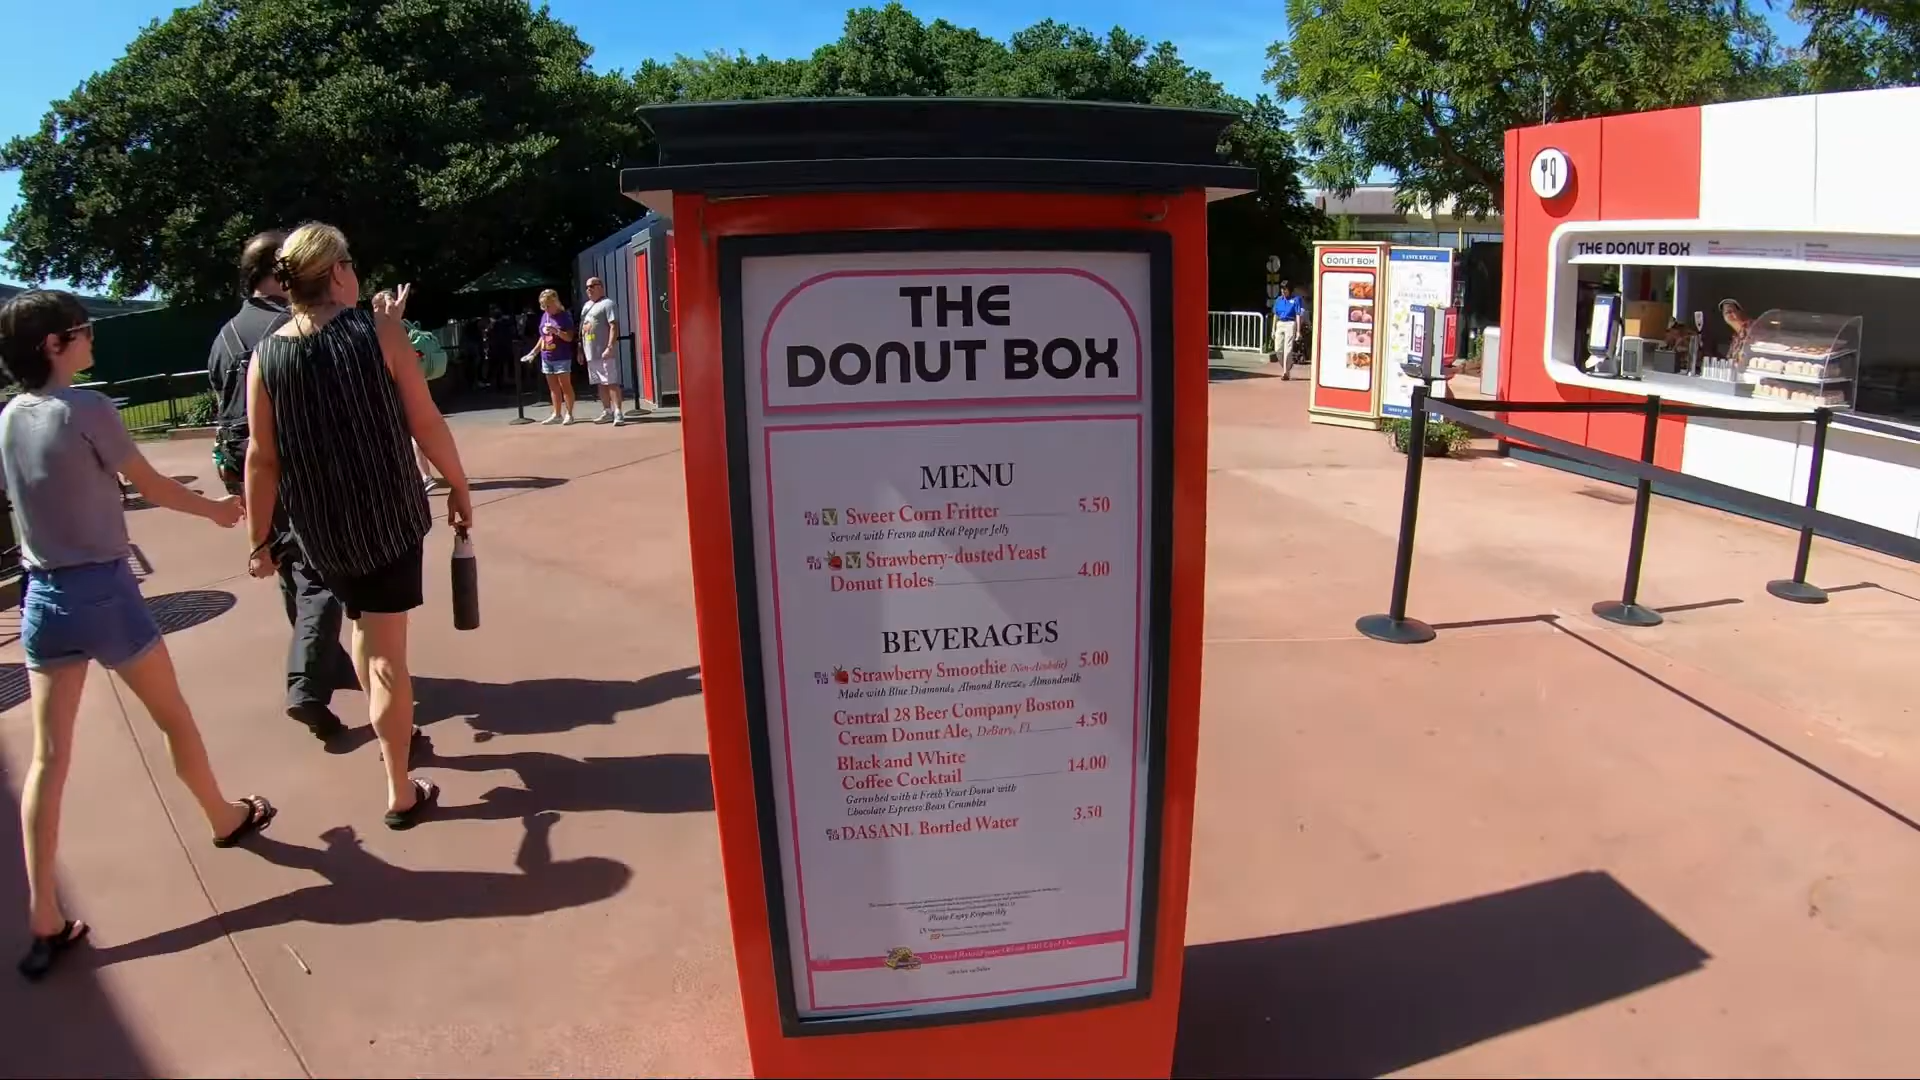 THE
DONUT BOX
MENU
Sweet Corn Fritter 5.50
Served with Fresno and Red Pepper Jelly
Strawberry-dusted Yeast
Donut Holes 4.00
BEVERAGES
Strawberry Smoothie (Non-Alcoholic) 5.00
Made with Blue Diamond® Almond Breeze® Almondmilk
Central 28 Beer Company Boston
Cream Donut Ale, DeBary, FL 4.50
Black and White
Coffee Cocktail 14.00
Garnished with a Fresh Yeast Donut with
Chocolate Espresso Bean Crumbles
DASANI® Bottled Water 3.50
Please Enjoy Responsibly
DONUT BOX
THE DONUT BOX